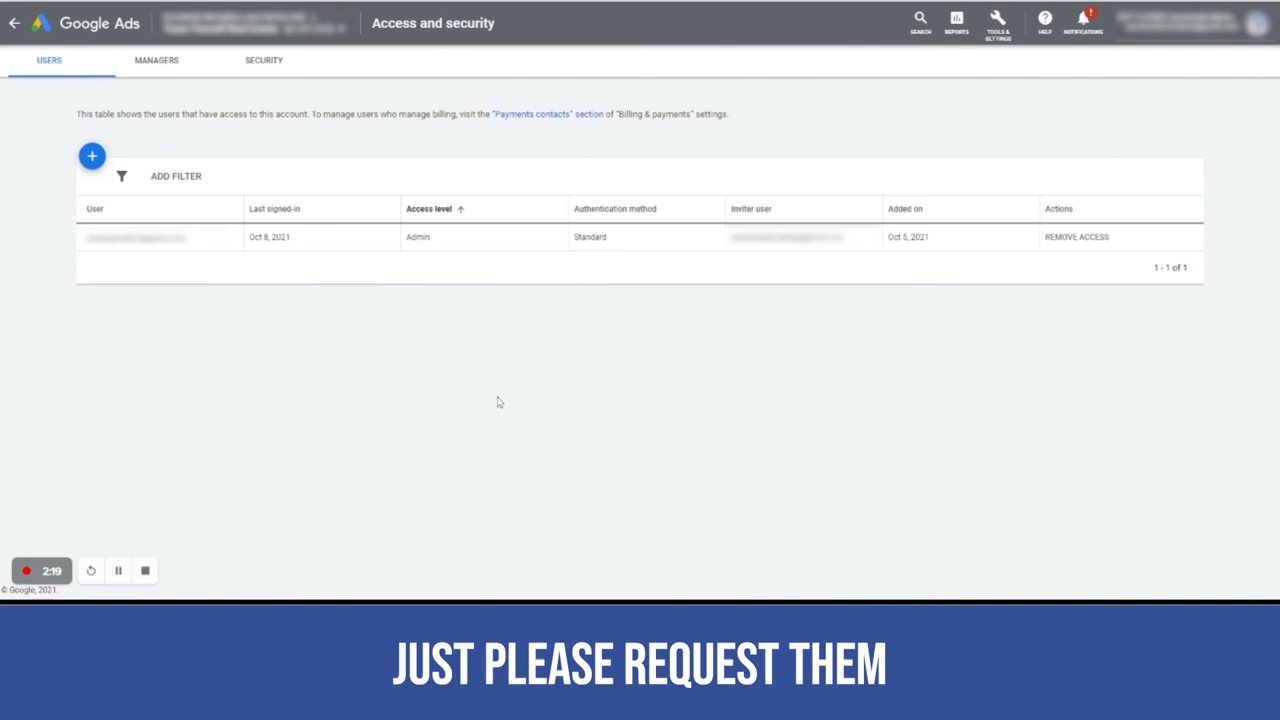 Google Ads
Access and security
SEARCH
REPORTS
TOOLS &
SETTINGS
HELP
NOTIFICATIONS
!
USERS
MANAGERS
SECURITY
This table shows the users that have access to this account. To manage users who manage billing, visit the "Payments contacts" section of "Billing & payments" settings.
+
ADD FILTER
User Last signed-in Access level Authentication method Inviter user Added on Actions
Oct 8, 2021 Admin Standard Oct 5, 2021 REMOVE ACCESS
1 - 1 of 1
2:19
© Google, 2021.
JUST PLEASE REQUEST THEM